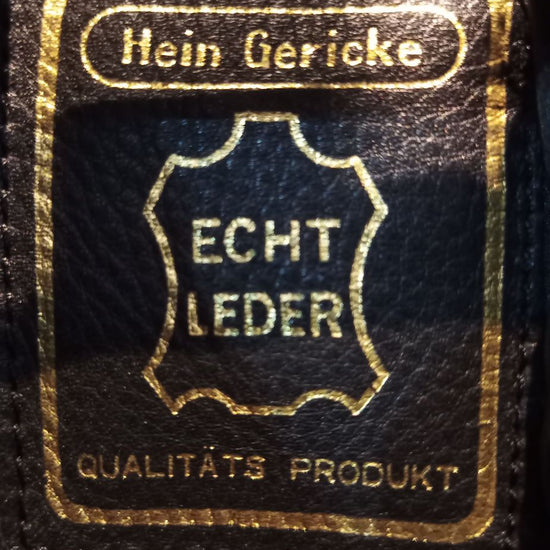 Hein Gericke
ECHT
LEDER
QUALITÄTS PRODUKT